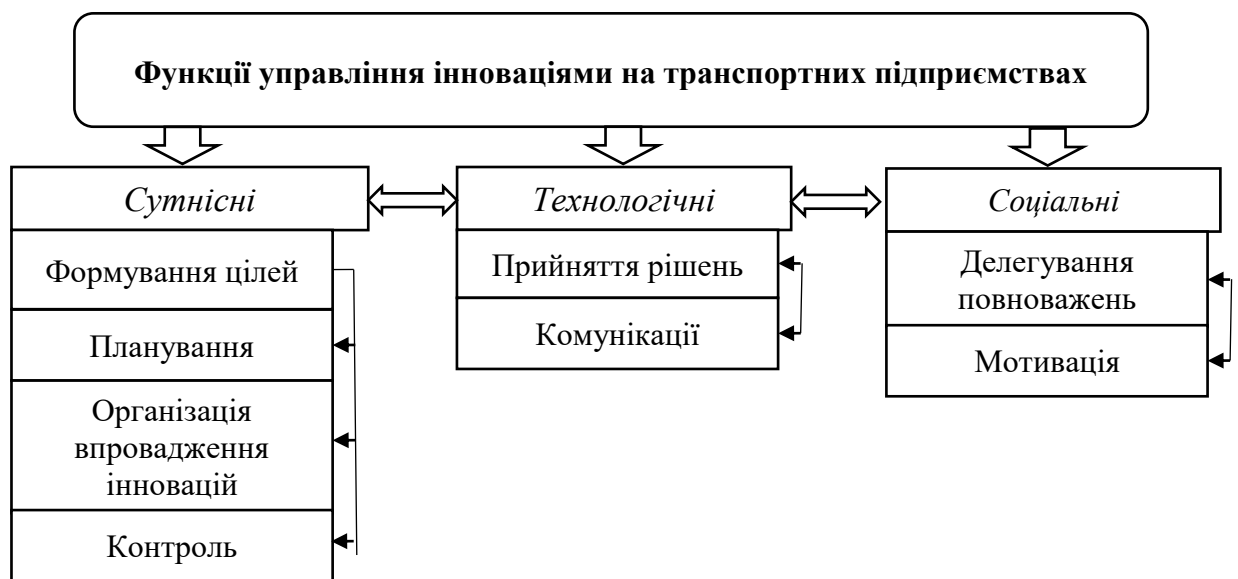 Функції управління інноваціями на транспортних підприємствах
Сутнісні
Формування цілей
Планування
Організація
впровадження
інновацій
Контроль
Технологічні
Прийняття рішень
Комунікації
Соціальні
Делегування
повноважень
Мотивація